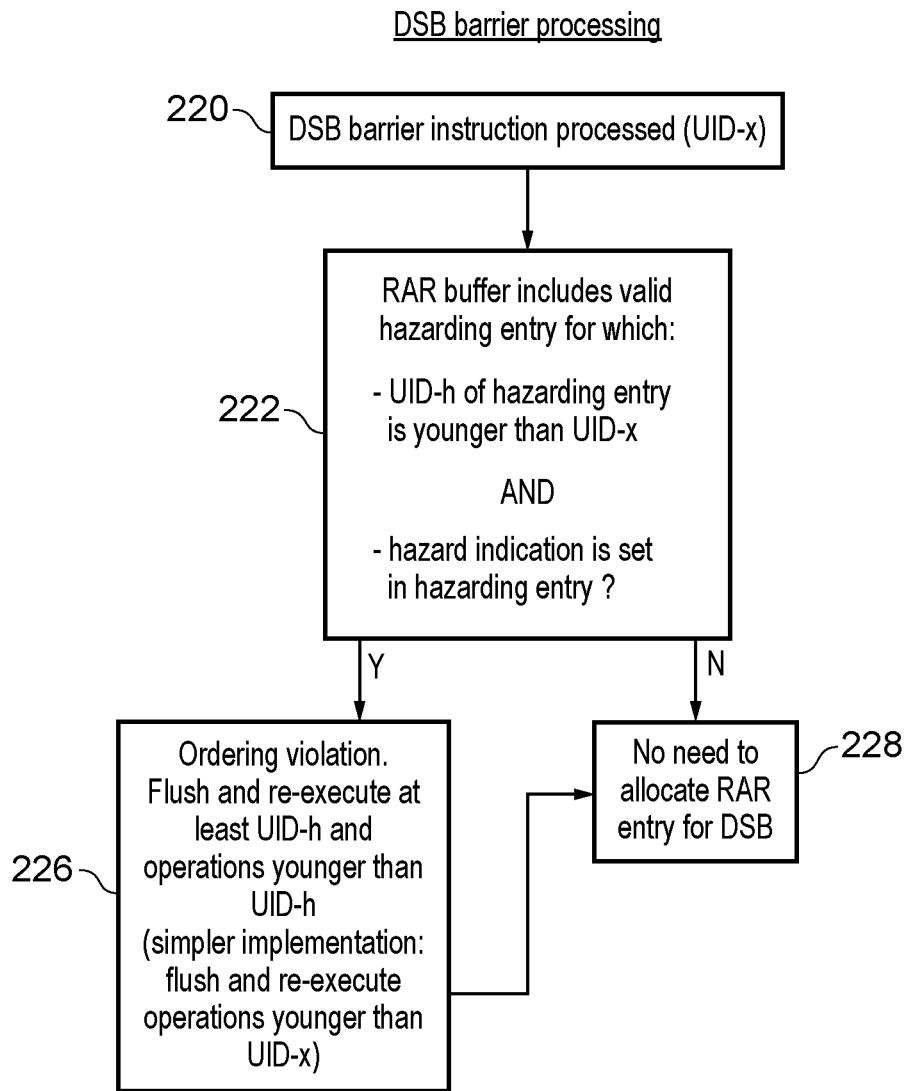 DSB barrier processing
220
DSB barrier instruction processed (UID-x)
RAR buffer includes valid
hazarding entry for which:
- UID-h of hazarding entry
is younger than UID-x
AND
- hazard indication is set
in hazarding entry ?
222
Y
N
Ordering violation.
Flush and re-execute at
least UID-h and
operations younger than
UID-h
(simpler implementation:
flush and re-execute
operations younger than
UID-x)
226
No need to
allocate RAR
entry for DSB
228